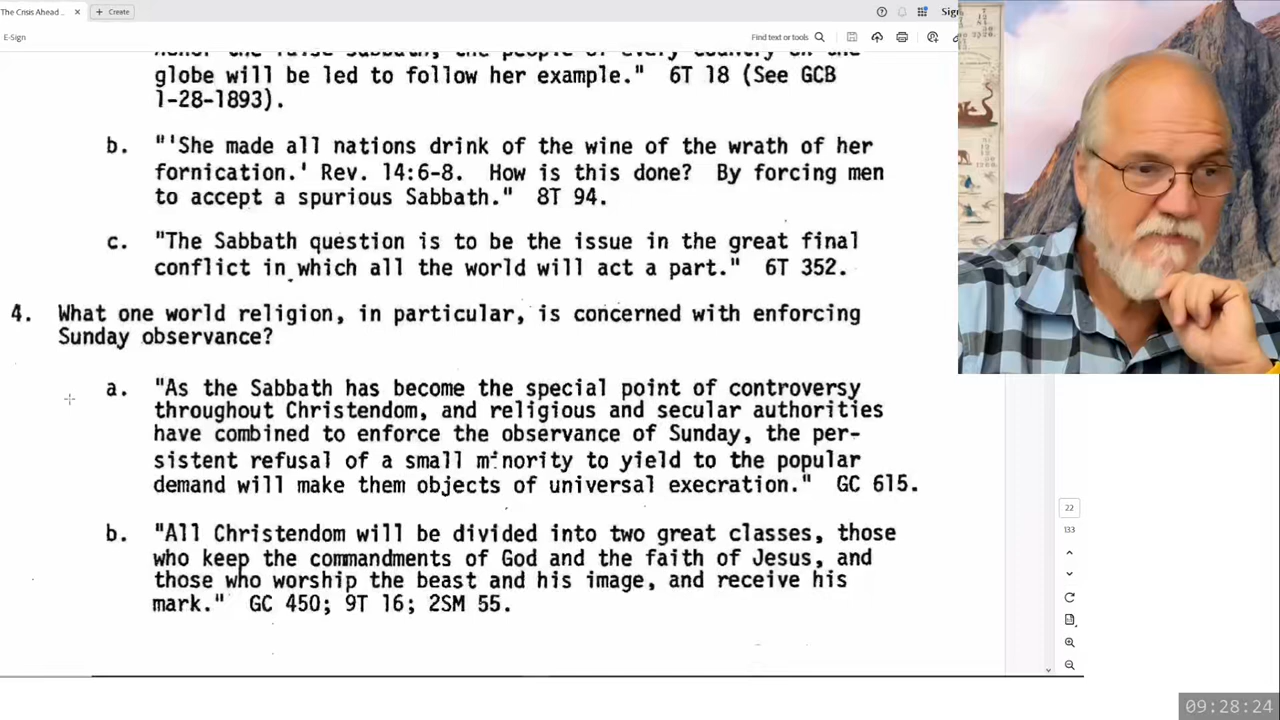 The Crisis Ahead ...
Create
E-Sign
Find text or tools
Sign
the people of every country on the
globe will be led to follow her example." 6T 18 (See GCB
1-28-1893).
b. "'She made all nations drink of the wine of the wrath of her
fornication.' Rev. 14:6-8. How is this done? By forcing men
to accept a spurious Sabbath." 8T 94.
c. "The Sabbath question is to be the issue in the great final
conflict in which all the world will act a part." 6T 352.
4. What one world religion, in particular, is concerned with enforcing
Sunday observance?
a. "As the Sabbath has become the special point of controversy
throughout Christendom, and religious and secular authorities
have combined to enforce the observance of Sunday, the per-
sistent refusal of a small minority to yield to the popular
demand will make them objects of universal execration." GC 615.
b. "All Christendom will be divided into two great classes, those
who keep the commandments of God and the faith of Jesus, and
those who worship the beast and his image, and receive his
mark." GC 450; 9T 16; 2SM 55.
22
133
09:28:24